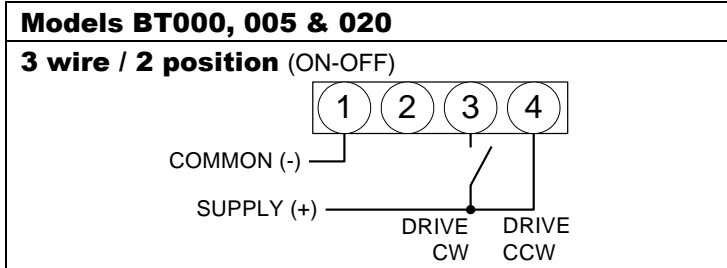 Models BT000, 005 & 020
3 wire / 2 position (ON-OFF)
1 2 3 4
COMMON (-)
SUPPLY (+)
DRIVE DRIVE
CW CCW